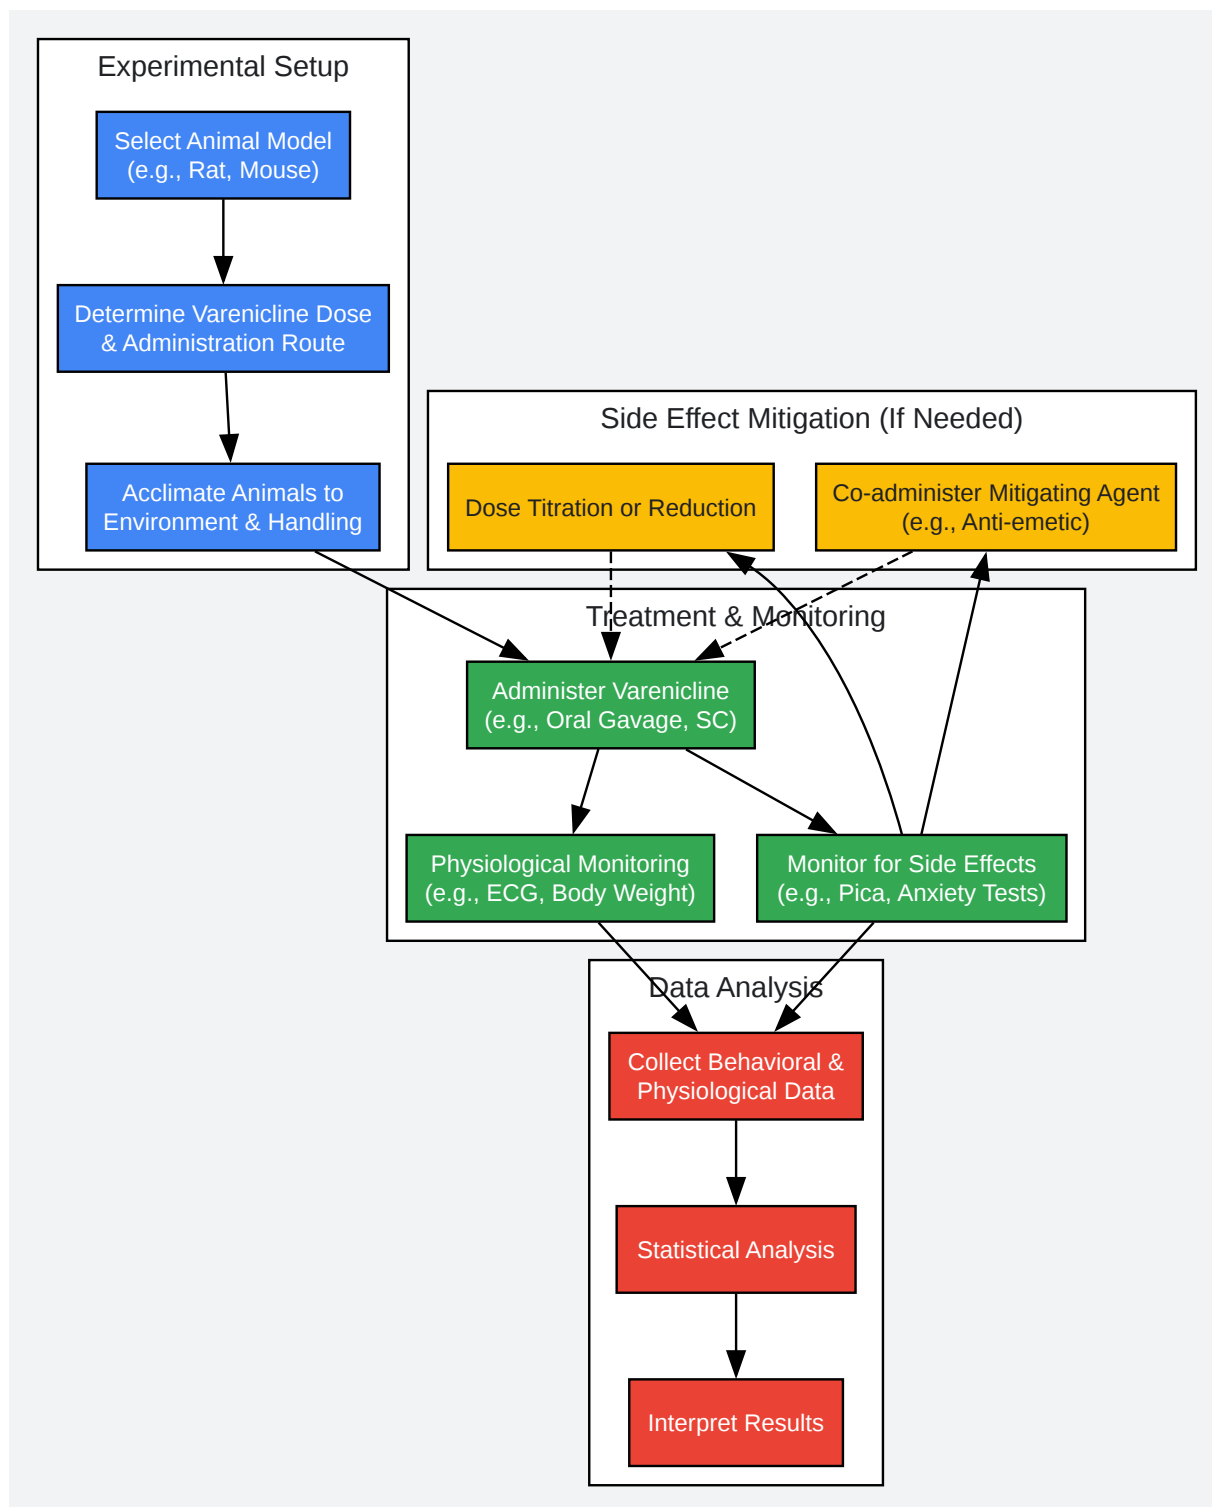 Experimental Setup
Select Animal Model
(e.g., Rat, Mouse)
Determine Varenicline Dose
& Administration Route
Acclimate Animals to
Environment & Handling
Side Effect Mitigation (If Needed)
Dose Titration or Reduction
Co-administer Mitigating Agent
(e.g., Anti-emetic)
Treatment & Monitoring
Administer Varenicline
(e.g., Oral Gavage, SC)
Physiological Monitoring
(e.g., ECG, Body Weight)
Monitor for Side Effects
(e.g., Pica, Anxiety Tests)
Data Analysis
Collect Behavioral &
Physiological Data
Statistical Analysis
Interpret Results